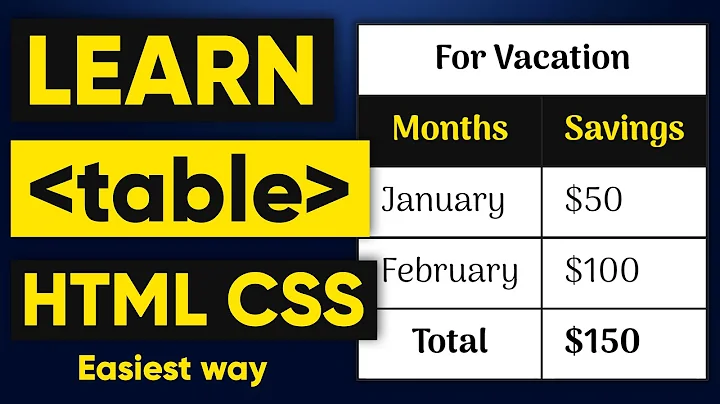 LEARN
<table>
HTML CSS
Easiest way
For Vacation
Months Savings
January $50
February $100
Total $150